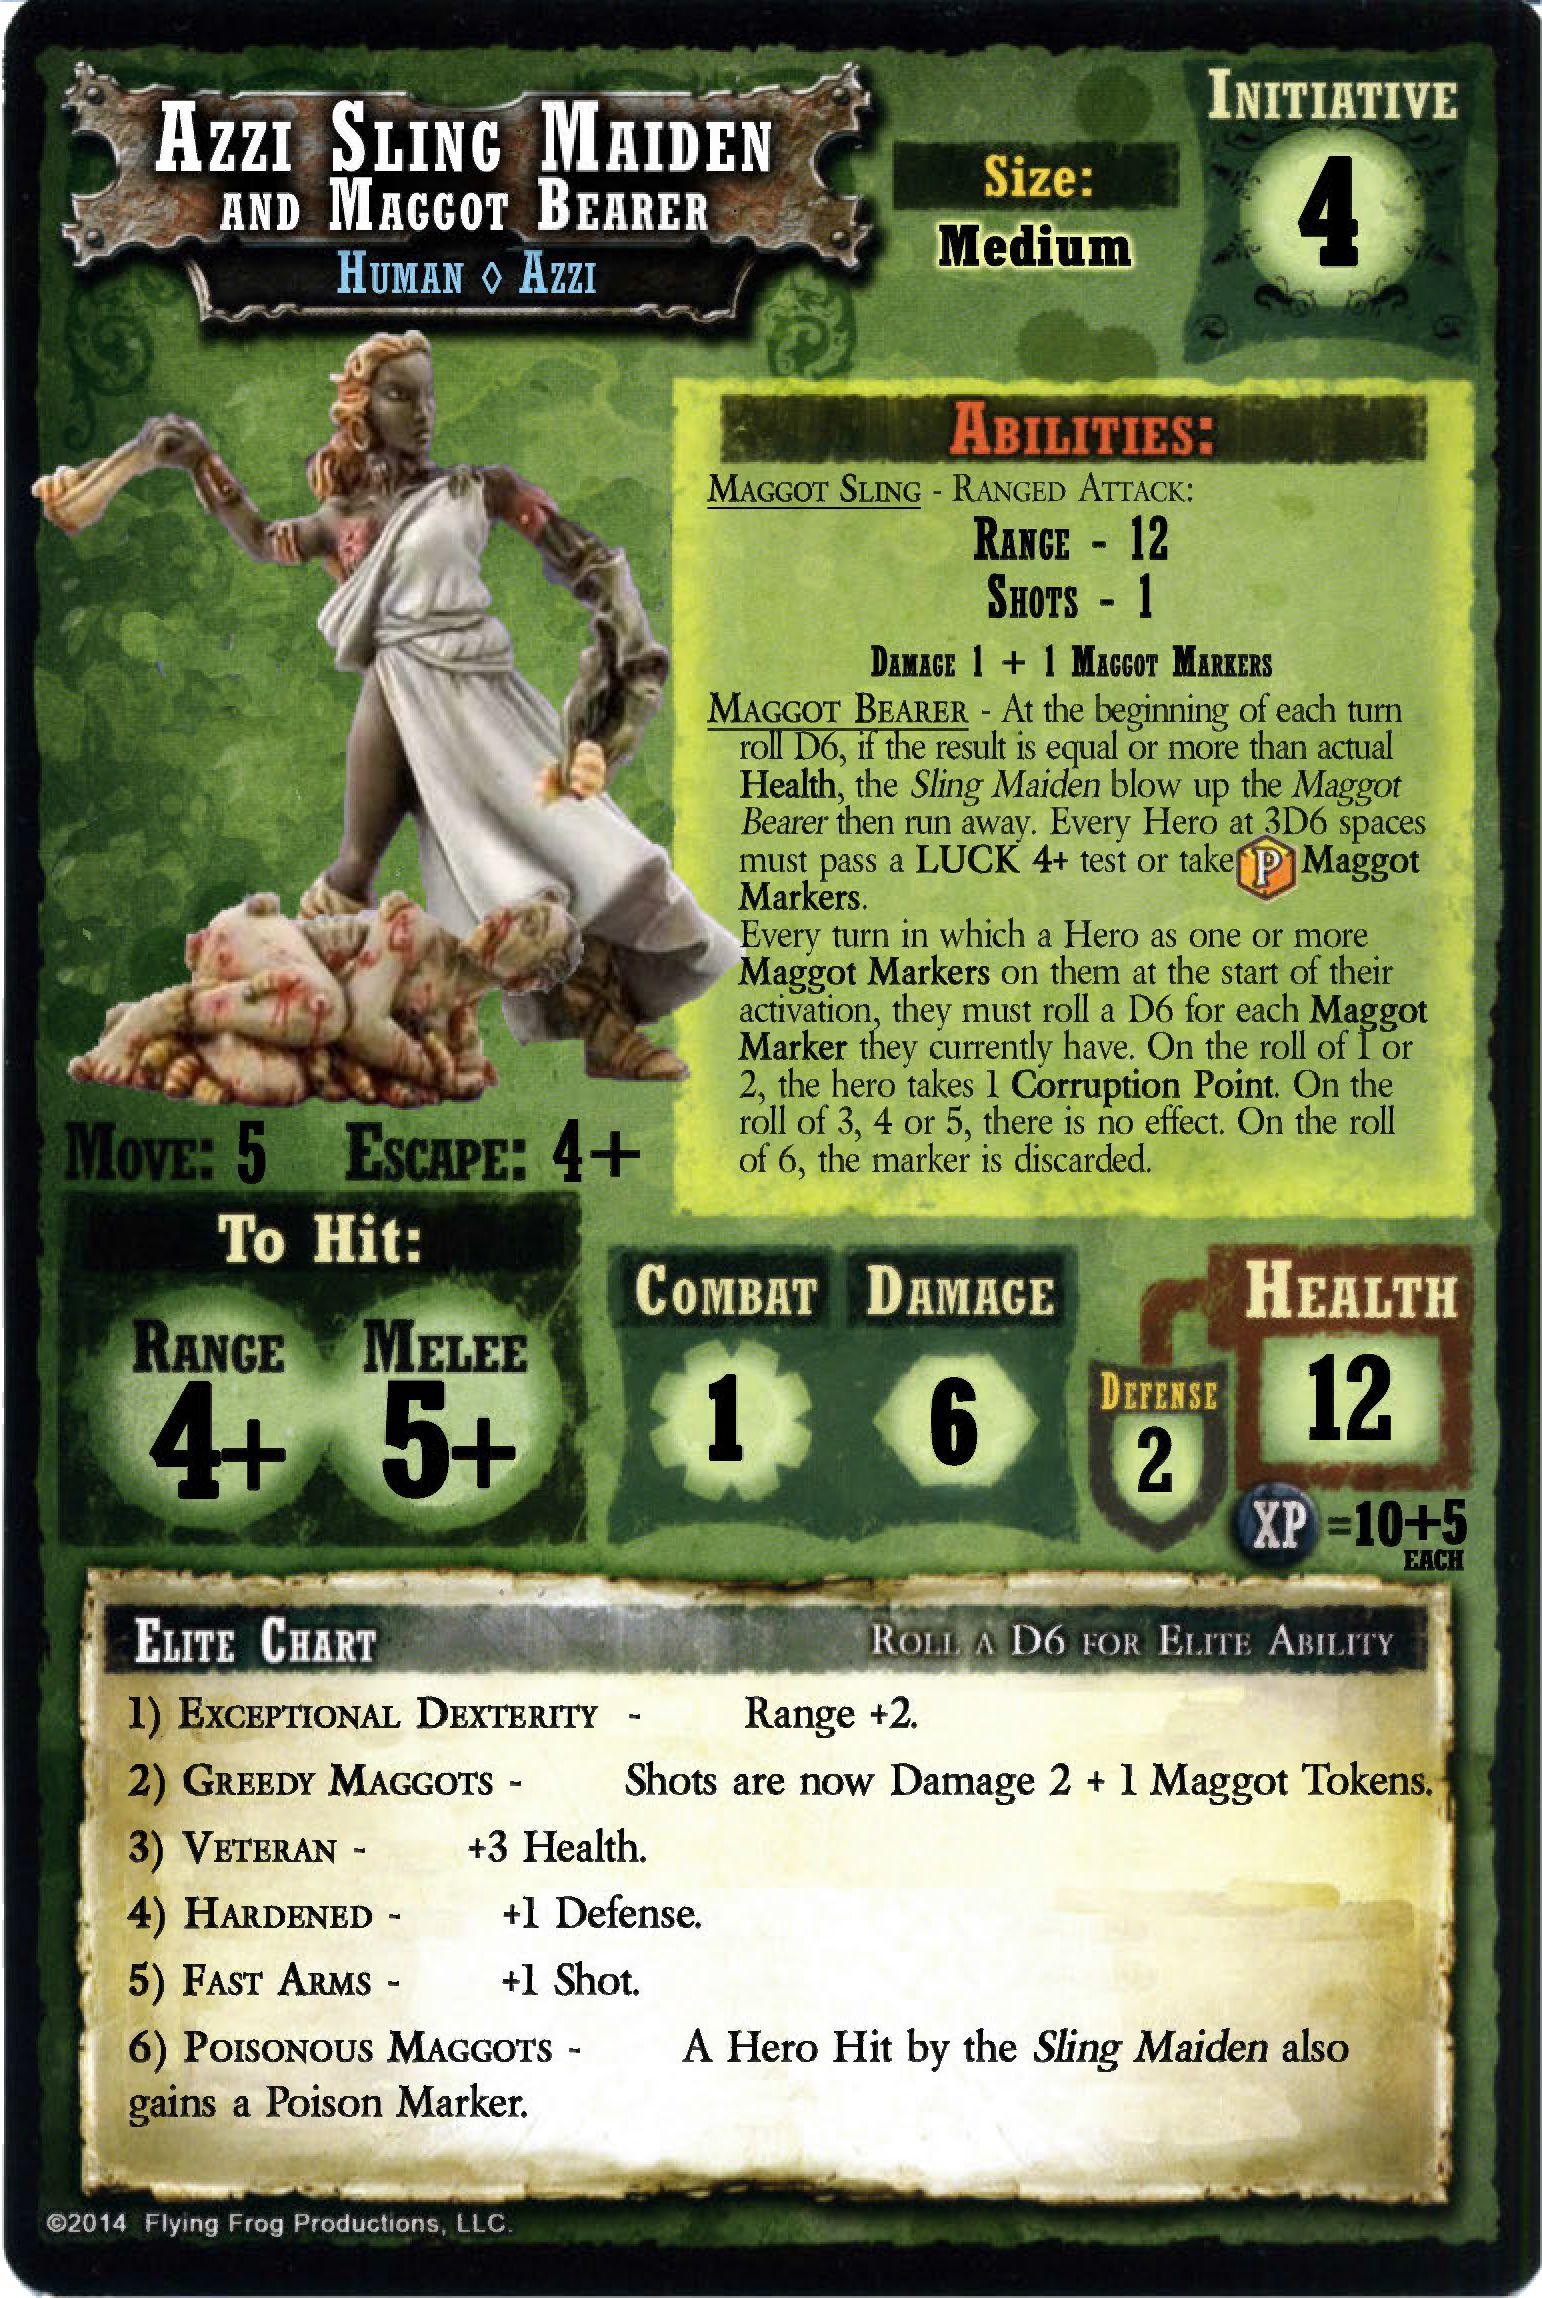 Azzi Sling Maiden
and Maggot Bearer
Human ◊ Azzi
Size:
Medium
Initiative
4
Abilities:
Maggot Sling - Ranged Attack:
Range - 12
Shots - 1
Damage 1 + 1 Maggot Markers
Maggot Bearer - At the beginning of each turn
roll D6, if the result is equal or more than actual
Health, the Sling Maiden blow up the Maggot
Bearer then run away. Every Hero at 3D6 spaces
must pass a LUCK 4+ test or take P Maggot
Markers.
Every turn in which a Hero as one or more
Maggot Markers on them at the start of their
activation, they must roll a D6 for each Maggot
Marker they currently have. On the roll of 1 or
2, the hero takes 1 Corruption Point. On the
roll of 3, 4 or 5, there is no effect. On the roll
of 6, the marker is discarded.
Move: 5 Escape: 4+
To Hit:
Range
4+
Melee
5+
Combat
1
Damage
6
Defense
2
Health
12
XP =10+5
EACH
Elite Chart
Roll a D6 for Elite Ability
1) Exceptional Dexterity - Range +2.
2) Greedy Maggots - Shots are now Damage 2 + 1 Maggot Tokens.
3) Veteran - +3 Health.
4) Hardened - +1 Defense.
5) Fast Arms - +1 Shot.
6) Poisonous Maggots - A Hero Hit by the Sling Maiden also
gains a Poison Marker.
©2014 Flying Frog Productions, LLC.